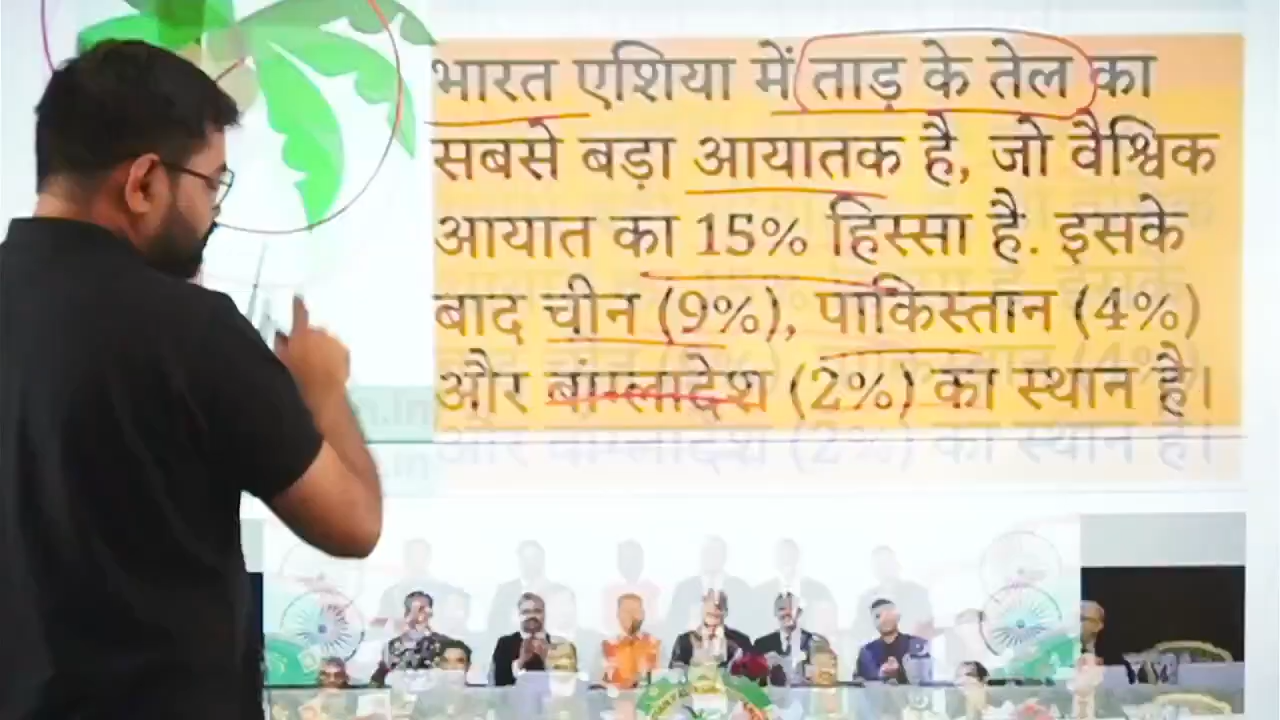 भारत एशिया में ताड़ के तेल का
सबसे बड़ा आयातक है, जो वैश्विक
आयात का 15% हिस्सा है. इसके
बाद चीन (9%), पाकिस्तान (4%)
और बांग्लादेश (2%) का स्थान है।